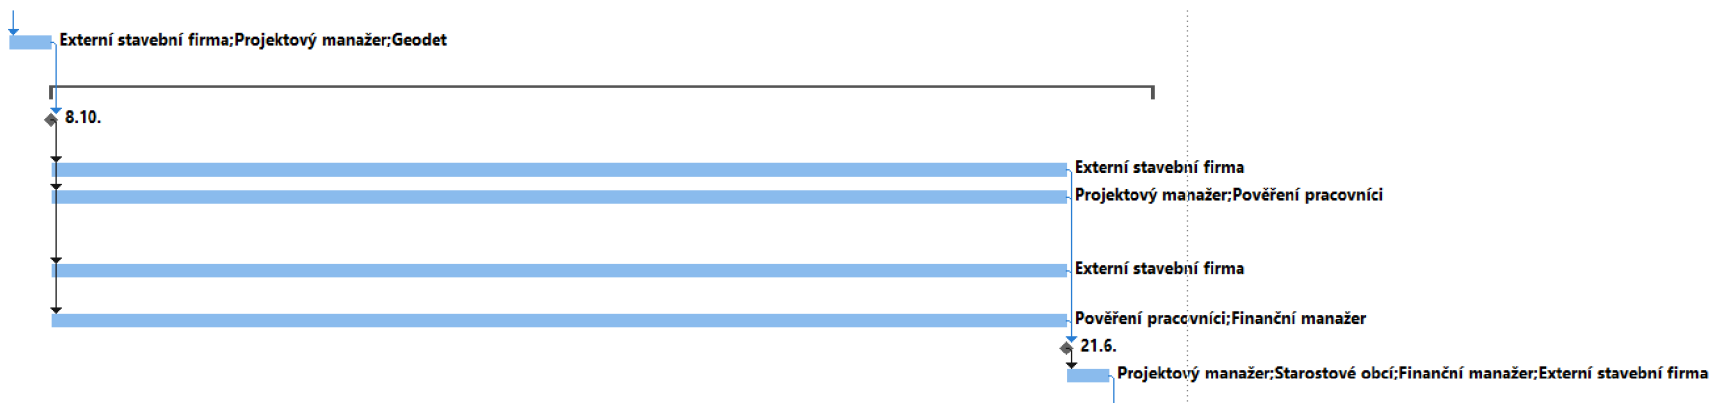 Externí stavební firma;Projektový manažer;Geodet
8.10.
Externí stavební firma
Projektový manažer;Pověření pracovníci
Externí stavební firma
Pověření pracovníci;Finanční manažer
21.6.
Projektový manažer;Starostové obcí;Finanční manažer;Externí stavební firma